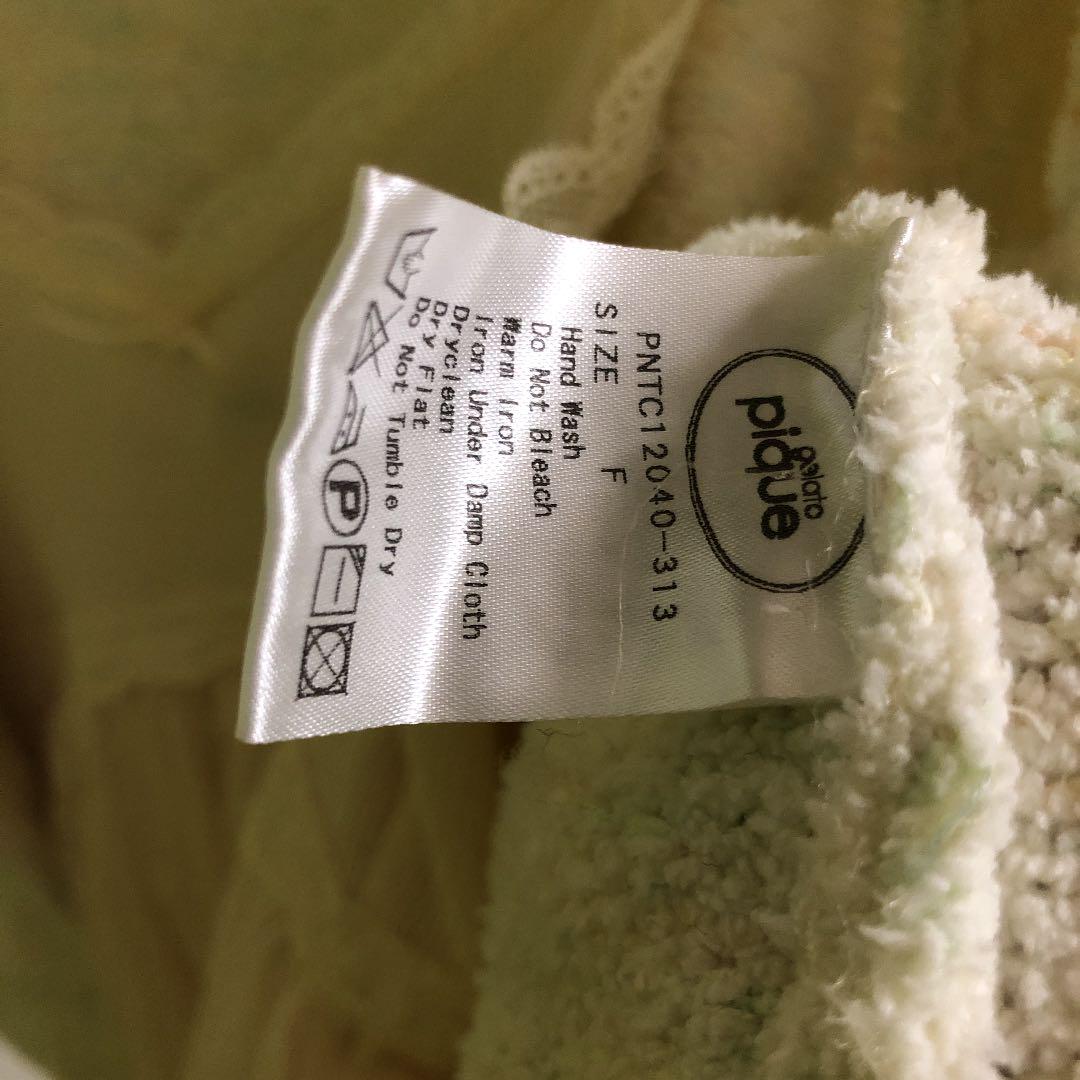 gelato
pique
PNTC12040-313
SIZE F
Hand Wash
Do Not Bleach
Warm Iron
Iron Under Damp Cloth
Dryclean
Dry Flat
Do Not Tumble Dry
P